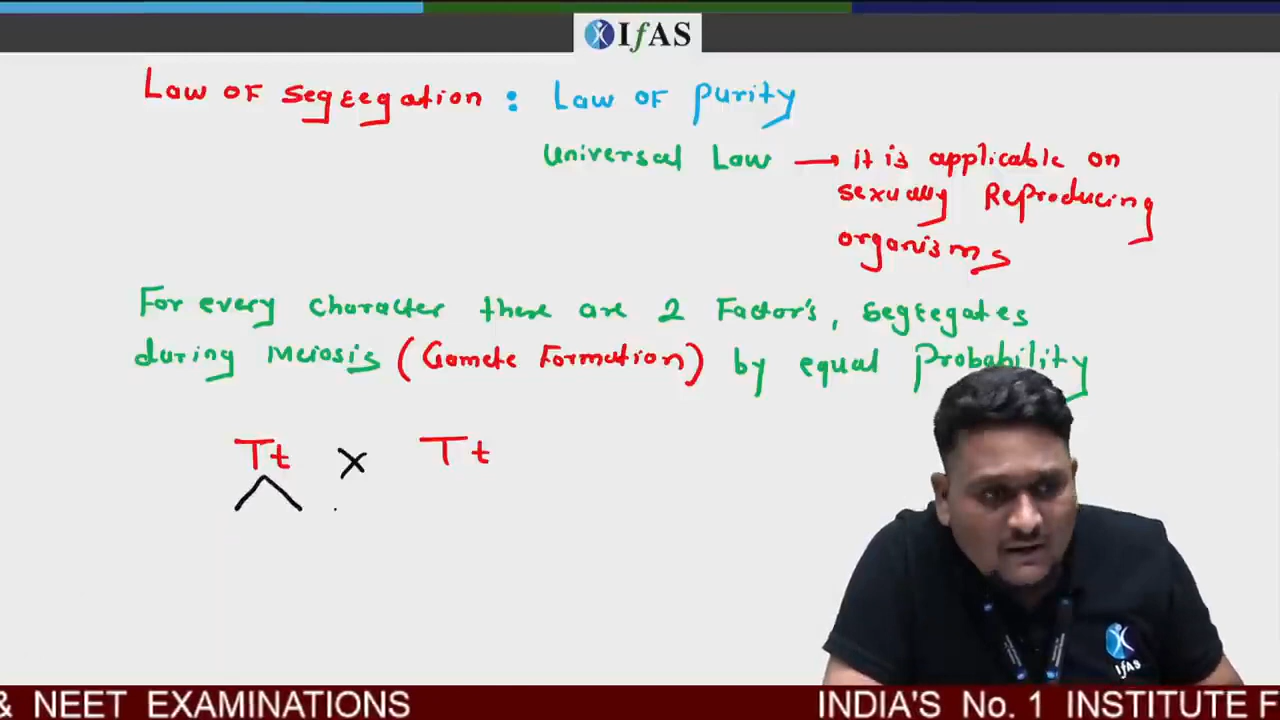 IfAS
Law of segregation : Law of purity
Universal Law → it is applicable on
sexually Reproducing
organisms
For every character there are 2 Factor's, segregates
during Meiosis (Gamete Formation) by equal Probability
Tt × Tt
IfAS
& NEET EXAMINATIONS INDIA'S No. 1 INSTITUTE F